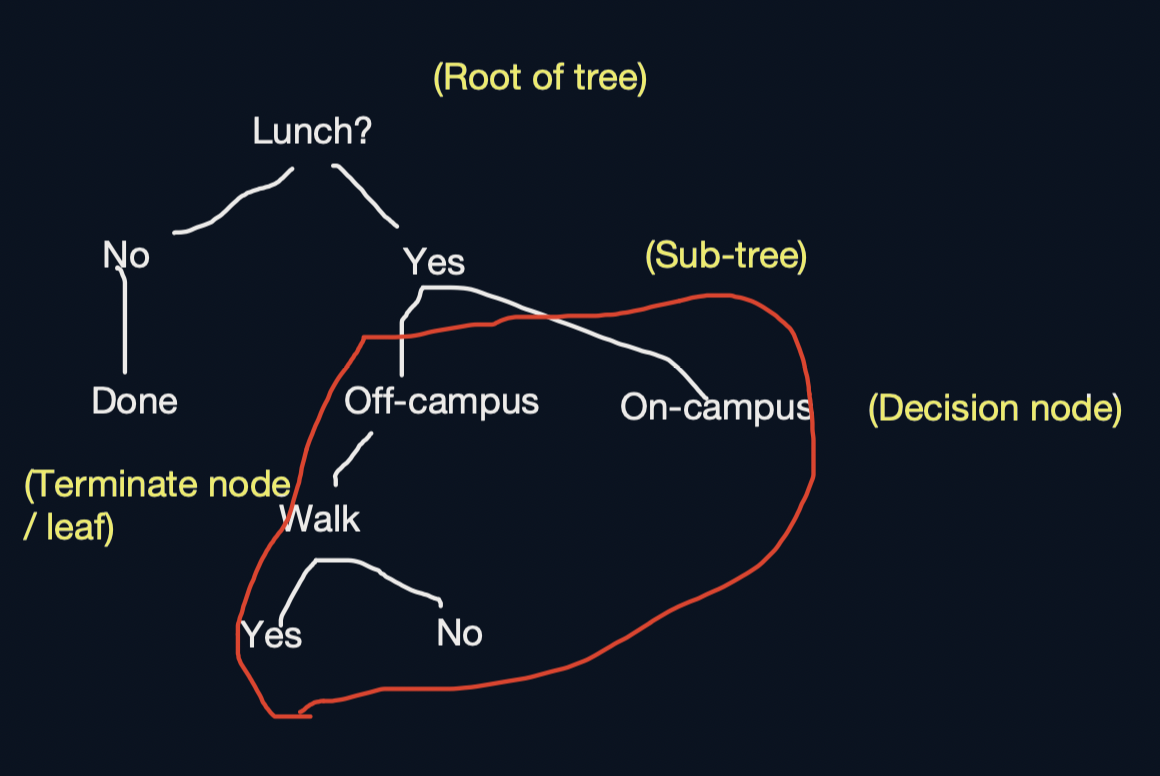 (Root of tree)
Lunch?
No
Yes
(Sub-tree)
Done
Off-campus
On-campus
(Decision node)
(Terminate node
/ leaf)
Walk
Yes
No